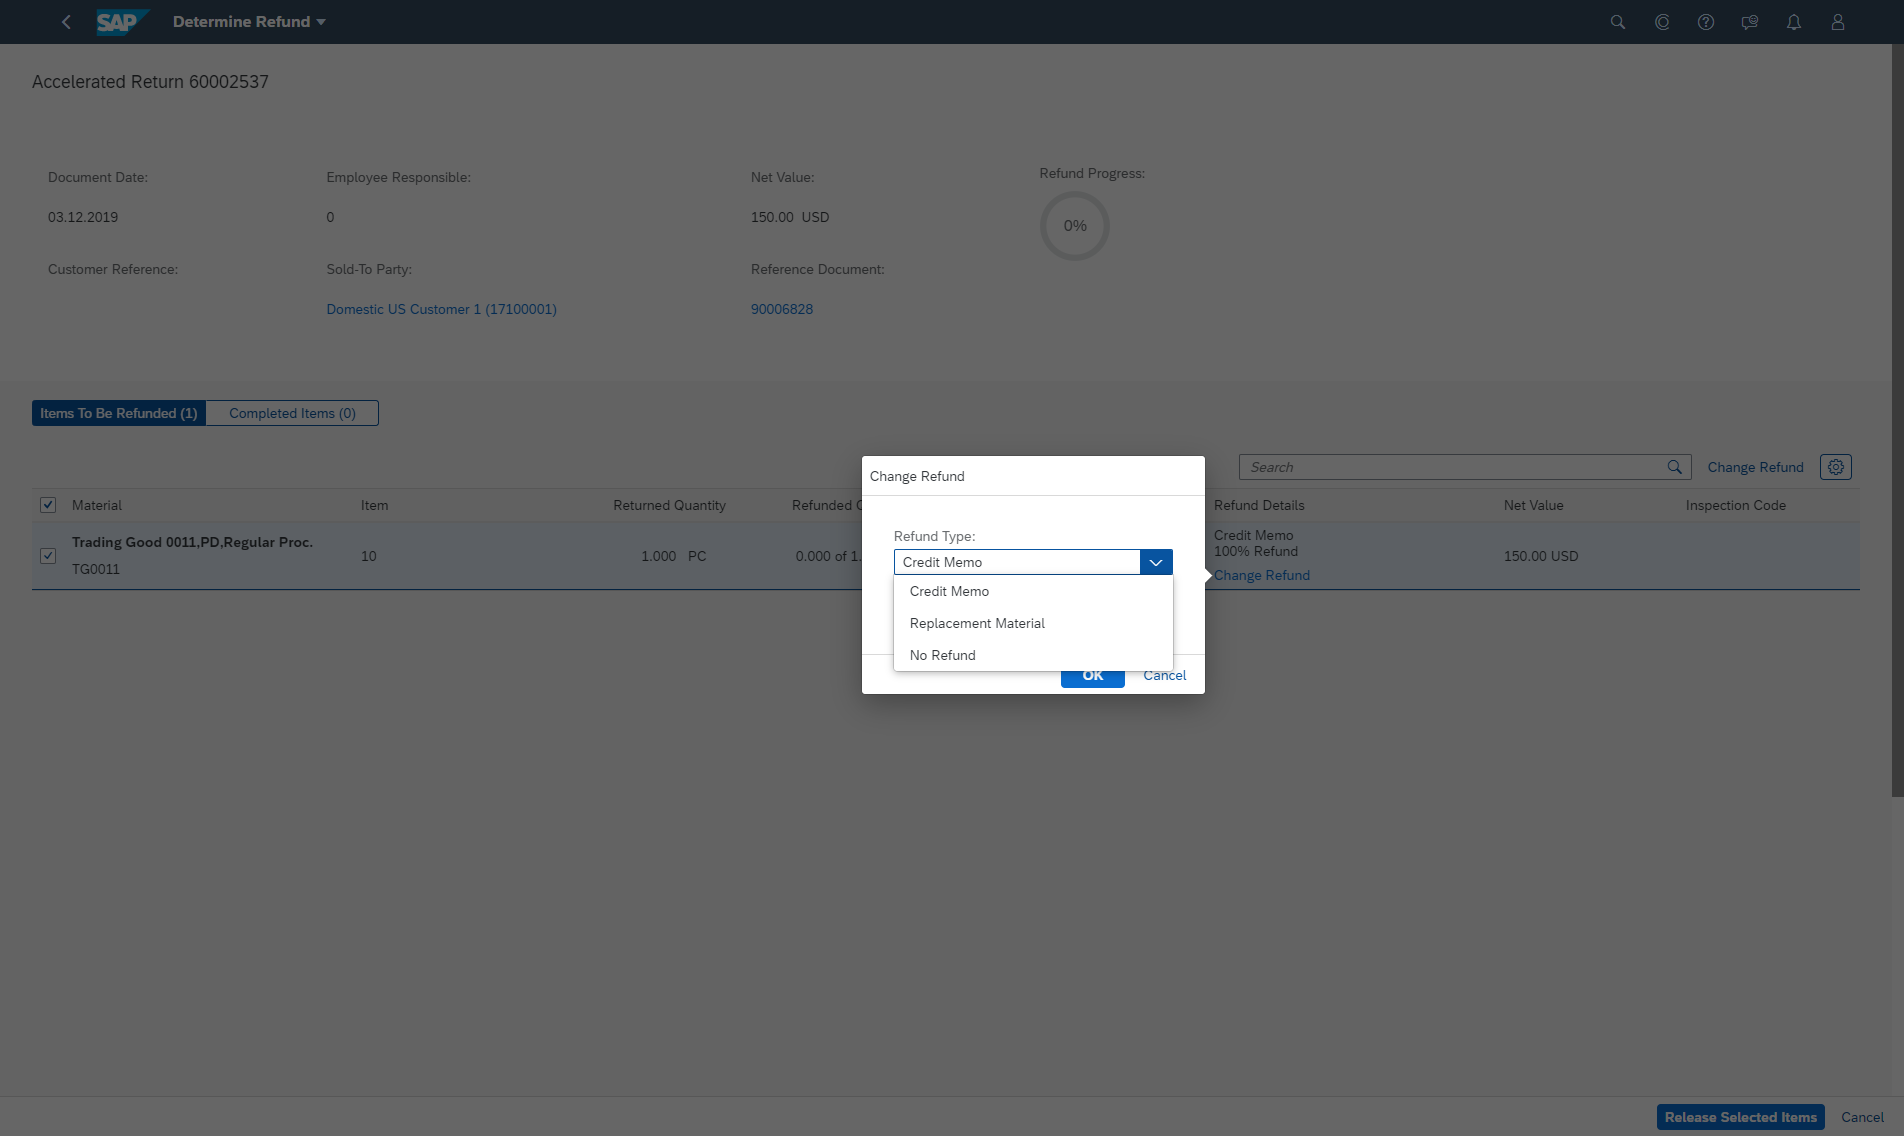 SAP Determine Refund
Accelerated Return 60002537
Document Date:
03.12.2019
Customer Reference:
Employee Responsible:
0
Sold-To Party:
Domestic US Customer 1 (17100001)
Net Value:
150.00 USD
Reference Document:
90006828
Refund Progress:
0%
Items To Be Refunded (1)
Completed Items (0)
Search
Change Refund
Material Item Returned Quantity Refunded Refund Details Net Value Inspection Code
Trading Good 0011,PD,Regular Proc.
TG0011
10
1.000 PC
0.000 of 1.
Credit Memo
100% Refund
Change Refund
150.00 USD
Change Refund
Refund Type:
Credit Memo
Credit Memo
Replacement Material
No Refund
OK
Cancel
Release Selected Items
Cancel